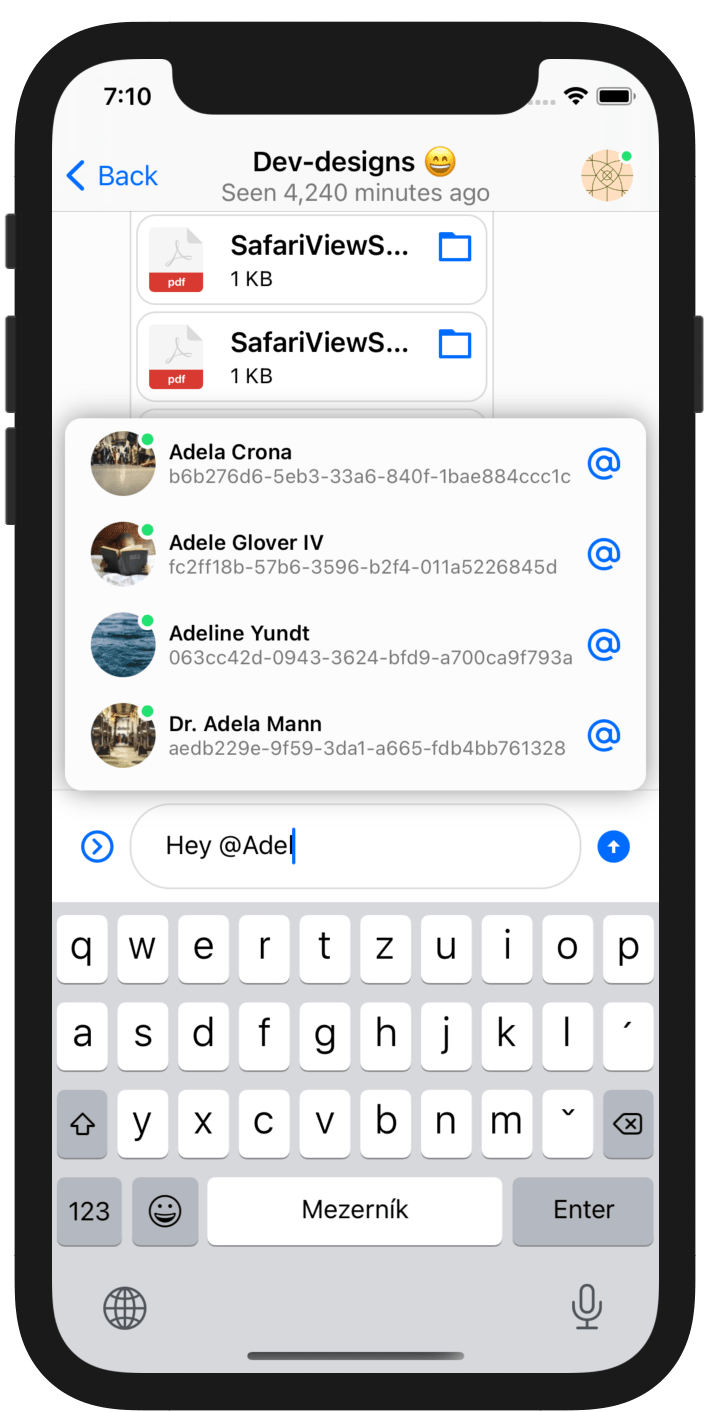 7:10
Back
Dev-designs 😄
Seen 4,240 minutes ago
SafariViewS...
1 KB
pdf
SafariViewS...
1 KB
pdf
Adela Crona
b6b276d6-5eb3-33a6-840f-1bae884ccc1c
@
Adele Glover IV
fc2ff18b-57b6-3596-b2f4-011a5226845d
@
Adeline Yundt
063cc42d-0943-3624-bfd9-a700ca9f793a
@
Dr. Adela Mann
aedb229e-9f59-3da1-a665-fdb4bb761328
@
Hey @Adel
q w e r t z u i o p
a s d f g h j k l ´
y x c v b n m ˇ
123 Mezerník Enter